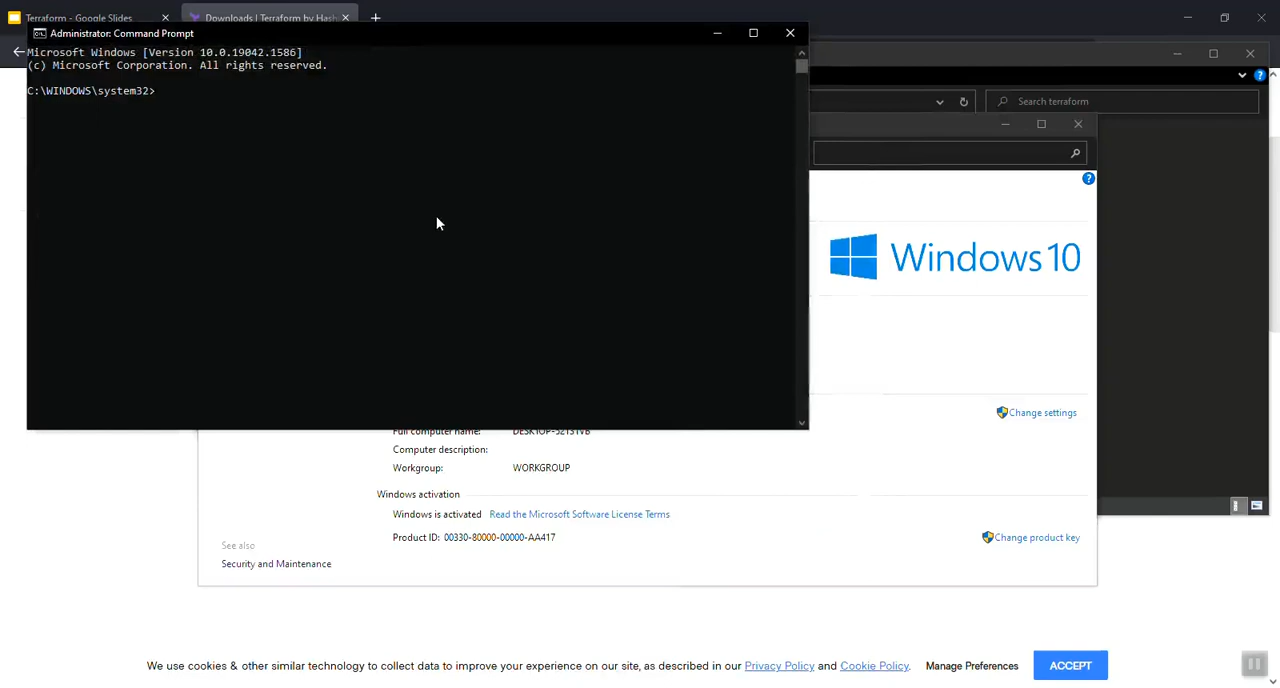 Terraform - Google Slides
Downloads | Terraform by Hash
Administrator: Command Prompt
Microsoft Windows [Version 10.0.19042.1586]
(c) Microsoft Corporation. All rights reserved.
C:\WINDOWS\system32>
Search terraform
Windows 10
Change settings
Computer description:
Workgroup: WORKGROUP
Windows activation
Windows is activated Read the Microsoft Software License Terms
Product ID: 00330-80000-00000-AA417
Change product key
See also
Security and Maintenance
We use cookies & other similar technology to collect data to improve your experience on our site, as described in our Privacy Policy and Cookie Policy.
Manage Preferences
ACCEPT